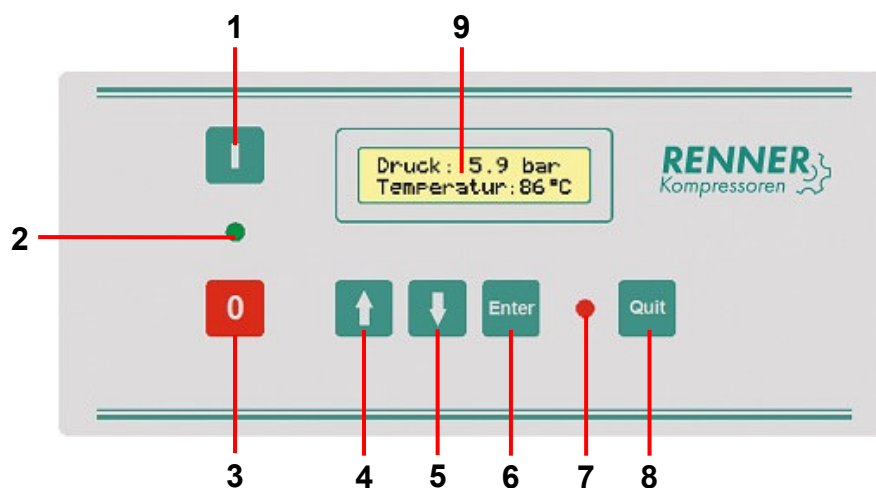 1
9
I
Druck: 5.9 bar
Temperatur:86°C
RENNER
Kompressoren
2
0
Enter
Quit
3
4
5
6
7
8